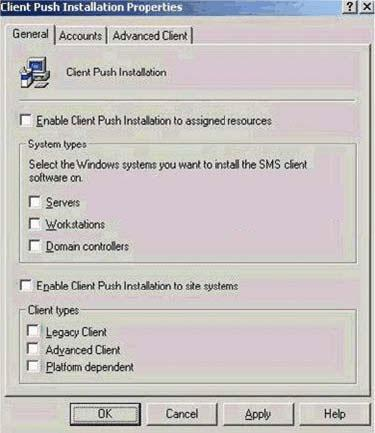 Client Push Installation Properties
General Accounts Advanced Client
Client Push Installation
Enable Client Push Installation to assigned resources
System types
Select the Windows systems you want to install the SMS client
software on.
Servers
Workstations
Domain controllers
Enable Client Push Installation to site systems
Client types
Legacy Client
Advanced Client
Platform dependent
OK Cancel Apply Help